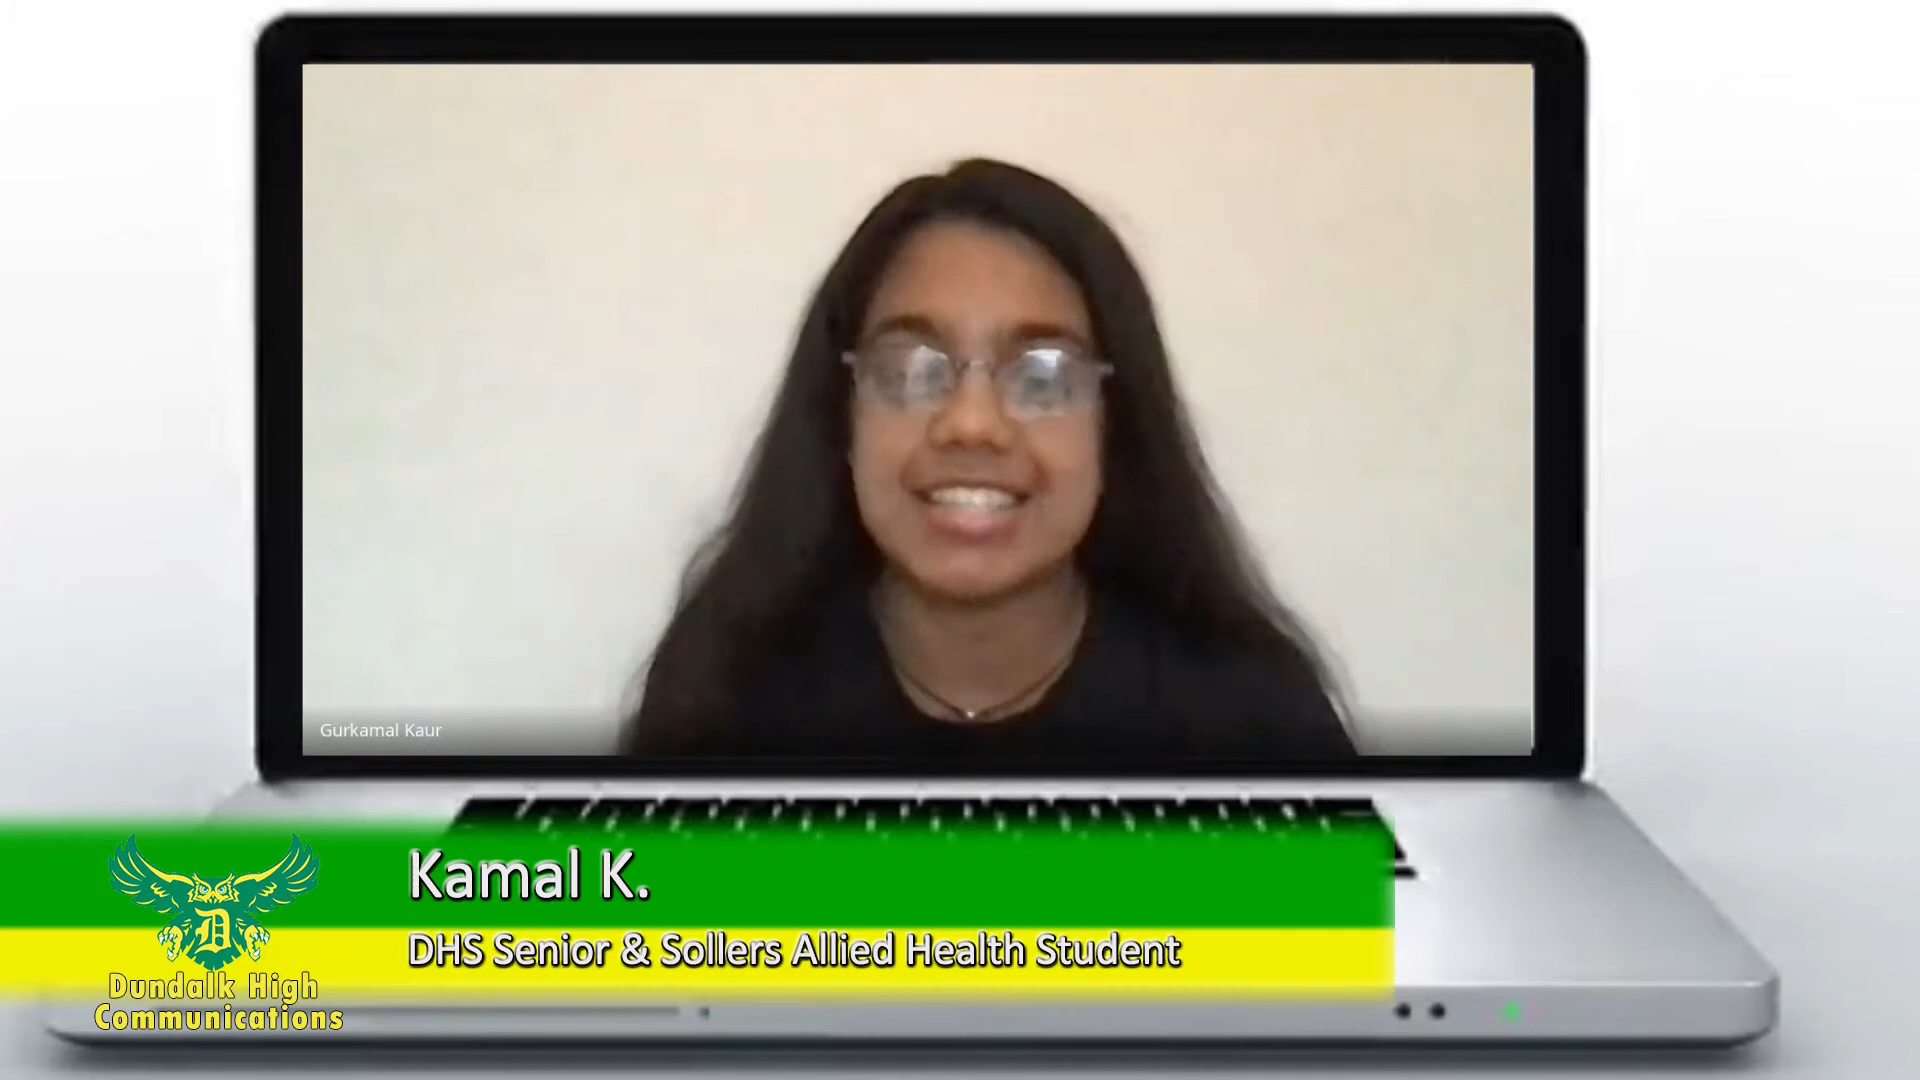 Gurkamal Kaur
Kamal K.
DHS Senior & Sollers Allied Health Student
D
Dundalk High
Communications